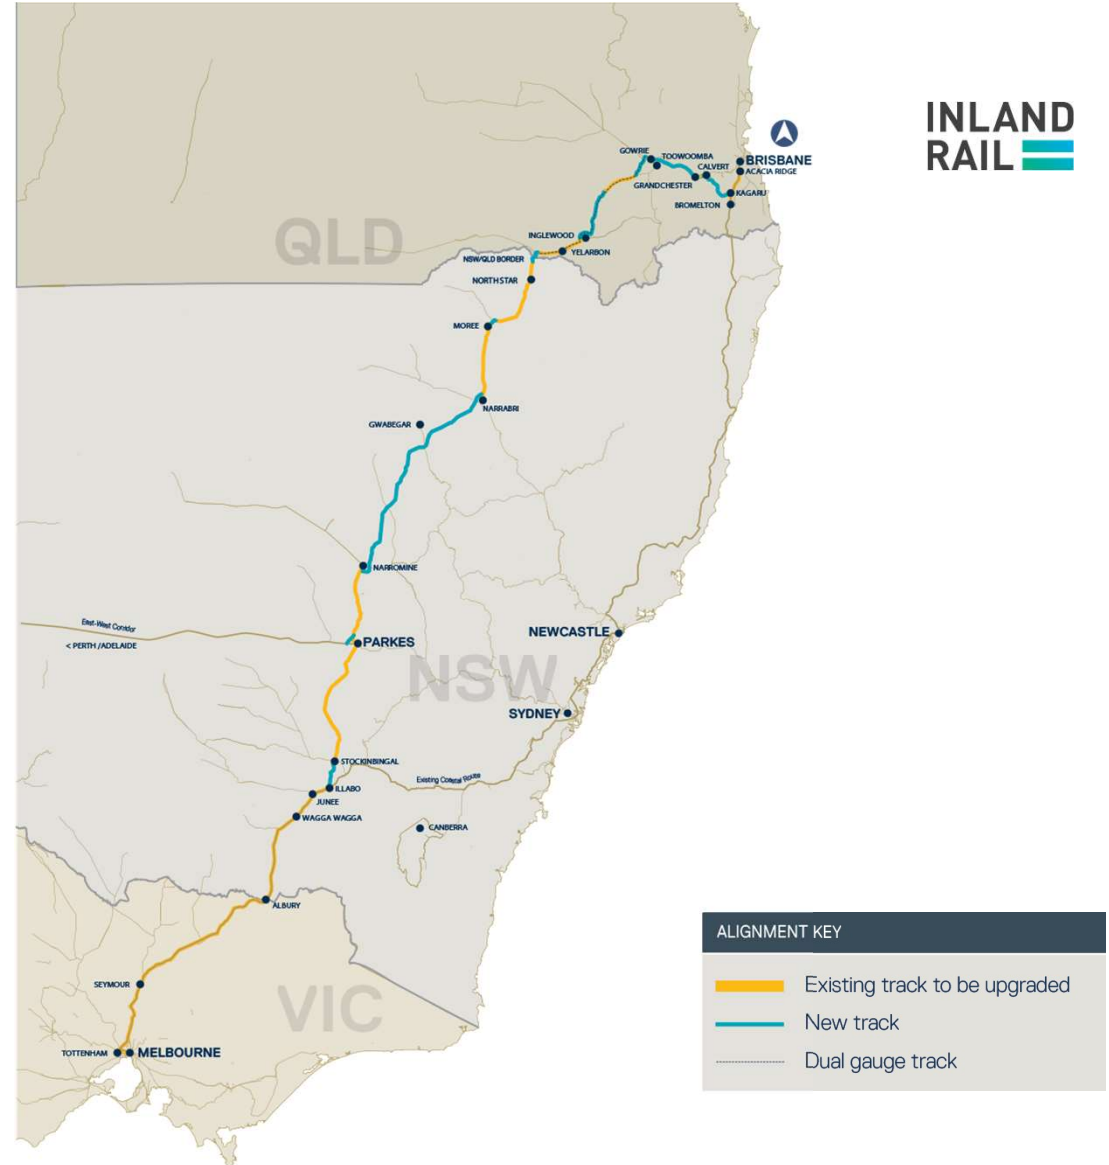 INLAND
RAIL
GOWRIE
TOOWOOMBA
BRISBANE
CALVERT
ACACIA RIDGE
GRANDCHESTER
KAGARU
BROMELTON
QLD
INGLEWOOD
YELARBON
NSW/QLD BORDER
NORTH STAR
MOREE
NARRABRI
GWABEGAR
NARROMINE
East-West Corridor
< PERTH /ADELAIDE
PARKES
NEWCASTLE
NSW
SYDNEY
STOCKINBINGAL
Existing Coastal Route
ILLABO
JUNEE
WAGGA WAGGA
CANBERRA
ALBURY
SEYMOUR
VIC
TOTTENHAM
MELBOURNE
ALIGNMENT KEY
Existing track to be upgraded
New track
Dual gauge track